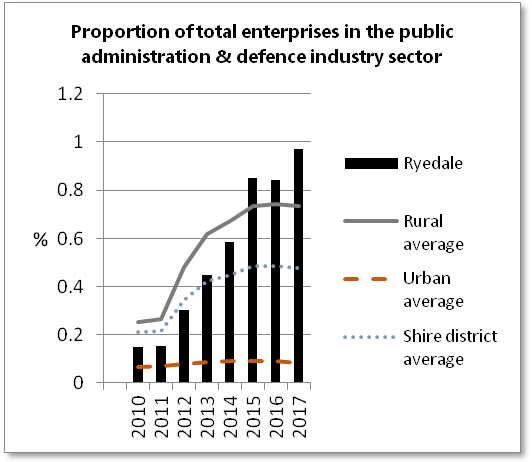 Proportion of total enterprises in the public
administration & defence industry sector
1.2
1
0.8
0.6
0.4
0.2
0
%
2010
2011
2012
2013
2014
2015
2016
2017
Ryedale
Rural
average
Urban
average
Shire district
average